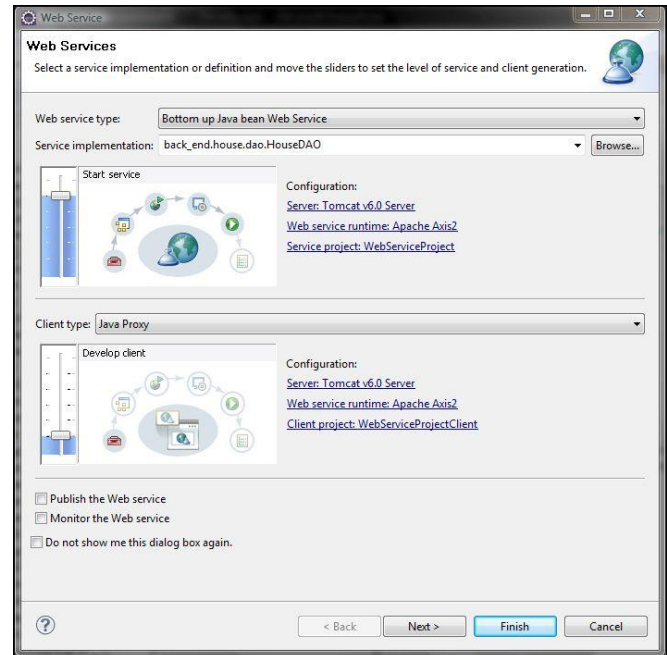 Web Service
Web Services
Select a service implementation or definition and move the sliders to set the level of service and client generation.
Web service type: Bottom up Java bean Web Service
Service implementation: back_end.house.dao.HouseDAO Browse...
Start service
Configuration:
Server: Tomcat v6.0 Server
Web service runtime: Apache Axis2
Service project: WebServiceProject
Client type: Java Proxy
Develop client
Configuration:
Server: Tomcat v6.0 Server
Web service runtime: Apache Axis2
Client project: WebServiceProjectClient
Publish the Web service
Monitor the Web service
Do not show me this dialog box again.
? < Back Next > Finish Cancel